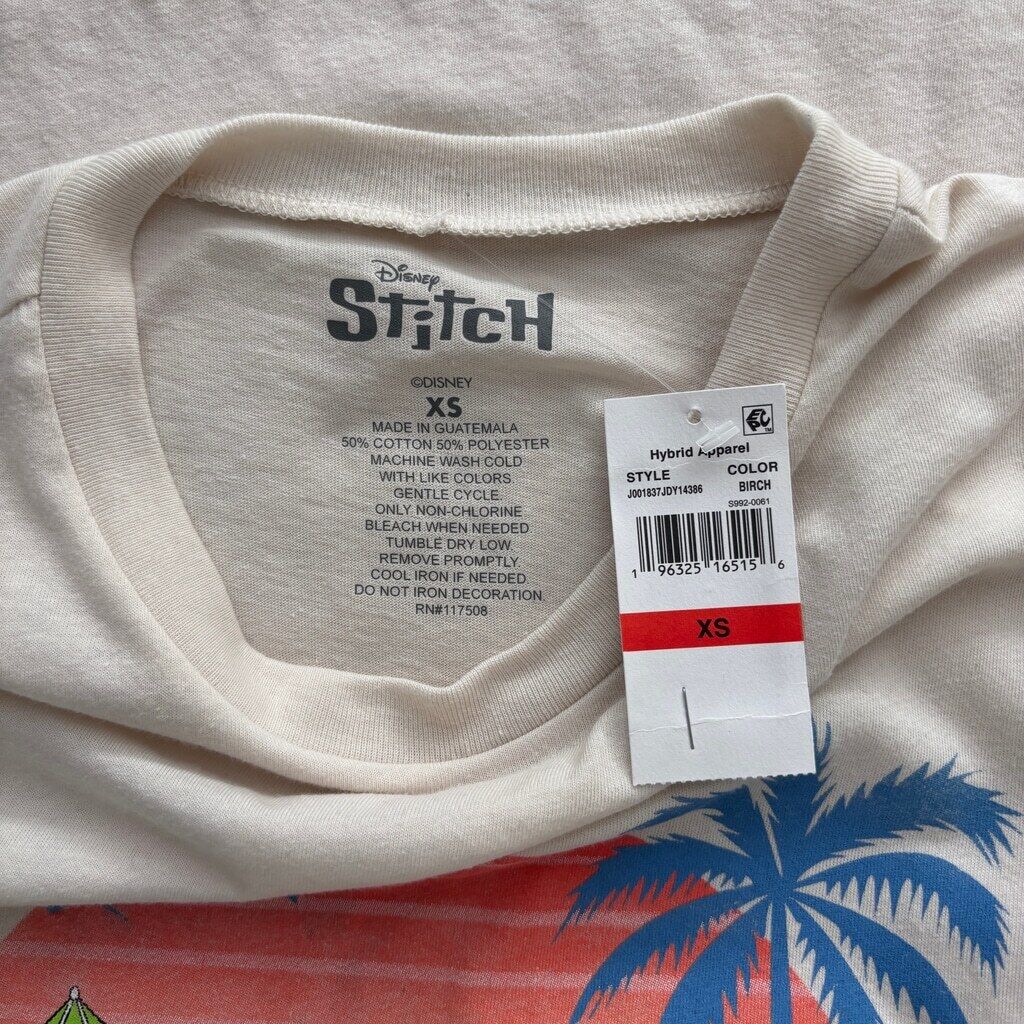 Disney
Stitch
©DISNEY
XS
MADE IN GUATEMALA
50% COTTON 50% POLYESTER
MACHINE WASH COLD
WITH LIKE COLORS.
GENTLE CYCLE.
ONLY NON-CHLORINE
BLEACH WHEN NEEDED.
TUMBLE DRY LOW.
REMOVE PROMPTLY.
COOL IRON IF NEEDED.
DO NOT IRON DECORATION.
RN#117508
Hybrid Apparel
STYLE COLOR
J001837JDY14386 BIRCH
S992-0061
1 96325 16515 6
XS